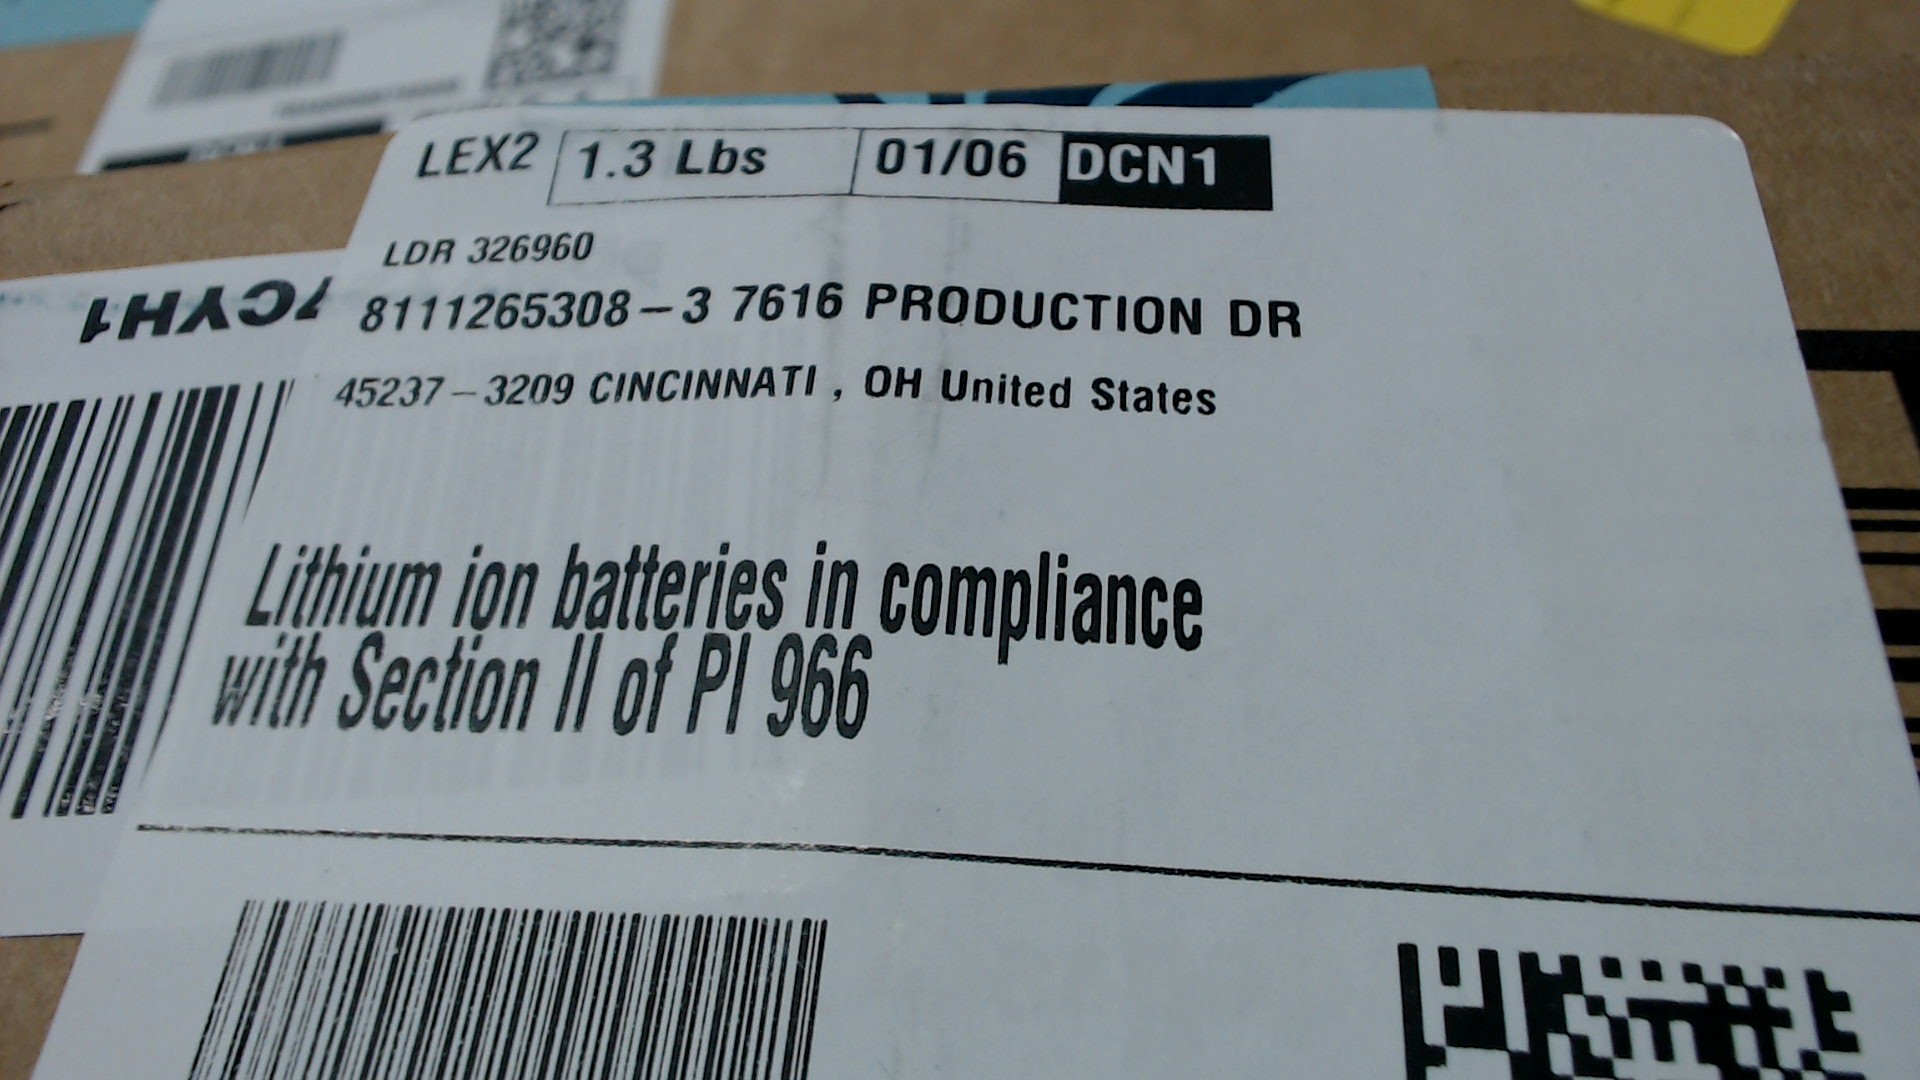 LEX2 1.3 Lbs 01/06 DCN1
LDR 326960
8111265308-3 7616 PRODUCTION DR
45237-3209 CINCINNATI , OH United States
7CYH1
Lithium ion batteries in compliance
with Section II of PI 966